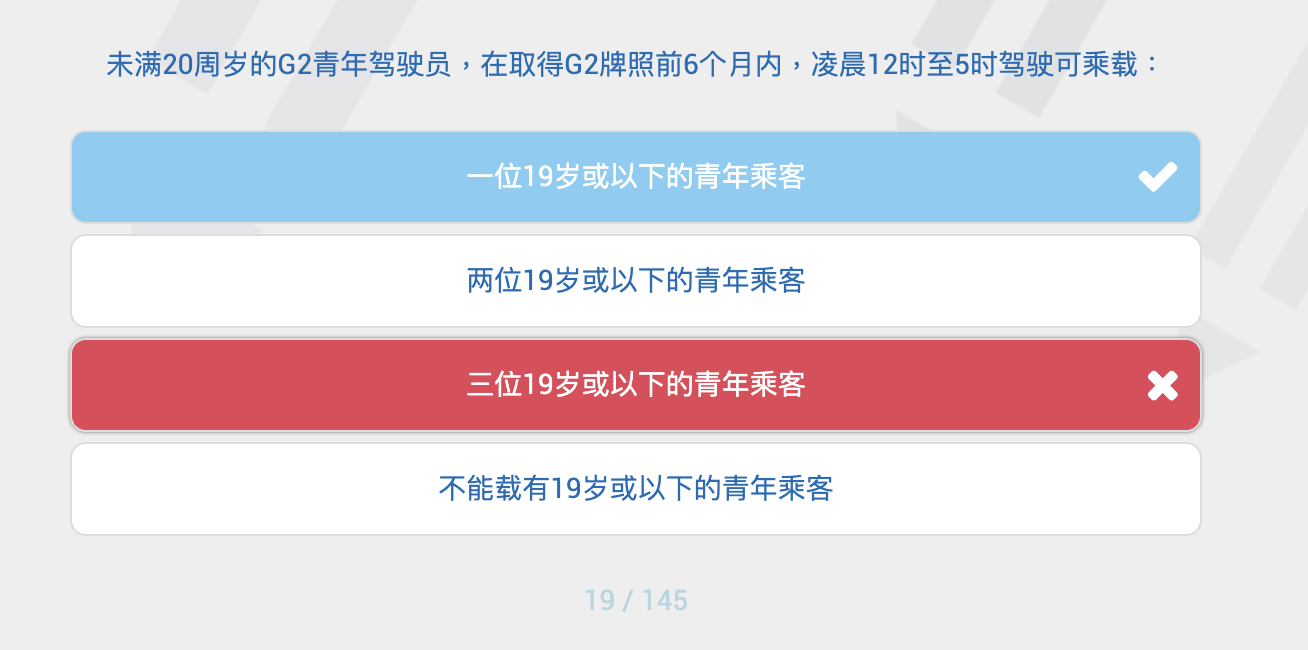 未满20周岁的G2青年驾驶员，在取得G2牌照前6个月内，凌晨12时至5时驾驶可乘载：
一位19岁或以下的青年乘客
两位19岁或以下的青年乘客
三位19岁或以下的青年乘客
不能载有19岁或以下的青年乘客
19 / 145